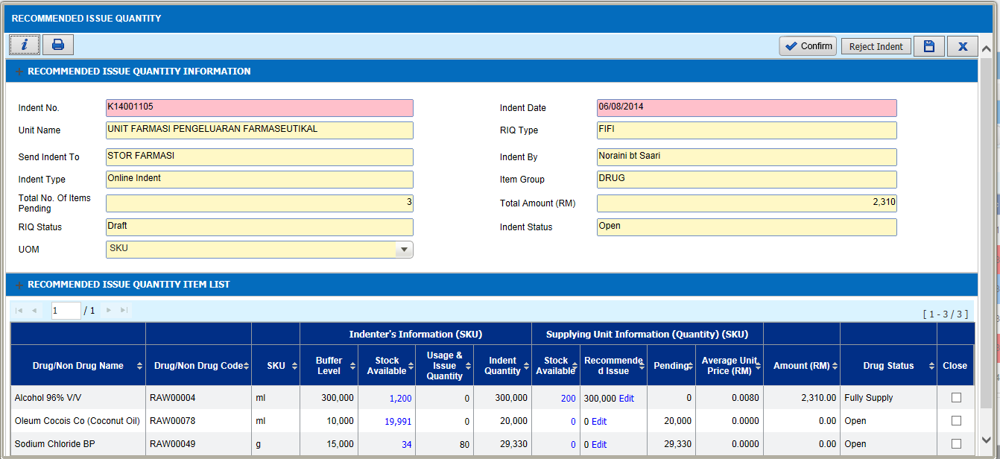 RECOMMENDED ISSUE QUANTITY
i
Confirm Reject Indent X
+ RECOMMENDED ISSUE QUANTITY INFORMATION
Indent No. K14001105 Indent Date 06/08/2014
Unit Name UNIT FARMASI PENGELUARAN FARMASEUTIKAL RIQ Type FIFI
Send Indent To STOR FARMASI Indent By Noraini bt Saari
Indent Type Online Indent Item Group DRUG
Total No. Of Items Pending 3 Total Amount (RM) 2,310
RIQ Status Draft Indent Status Open
UOM SKU
+ RECOMMENDED ISSUE QUANTITY ITEM LIST
1 / 1 [ 1 - 3 / 3 ]
Indenter's Information (SKU) Supplying Unit Information (Quantity) (SKU)
Drug/Non Drug Name Drug/Non Drug Code SKU Buffer Level Stock Available Usage & Issue Quantity Indent Quantity Stock Available Recommende d Issue Pending Average Unit Price (RM) Amount (RM) Drug Status Close
Alcohol 96% V/V RAW00004 ml 300,000 1,200 0 300,000 200 300,000 Edit 0 0.0080 2,310.00 Fully Supply
Oleum Cocois Co (Coconut Oil) RAW00078 ml 10,000 19,991 0 20,000 0 0 Edit 20,000 0.0000 0.00 Open
Sodium Chloride BP RAW00049 g 15,000 34 80 29,330 0 0 Edit 29,330 0.0000 0.00 Open